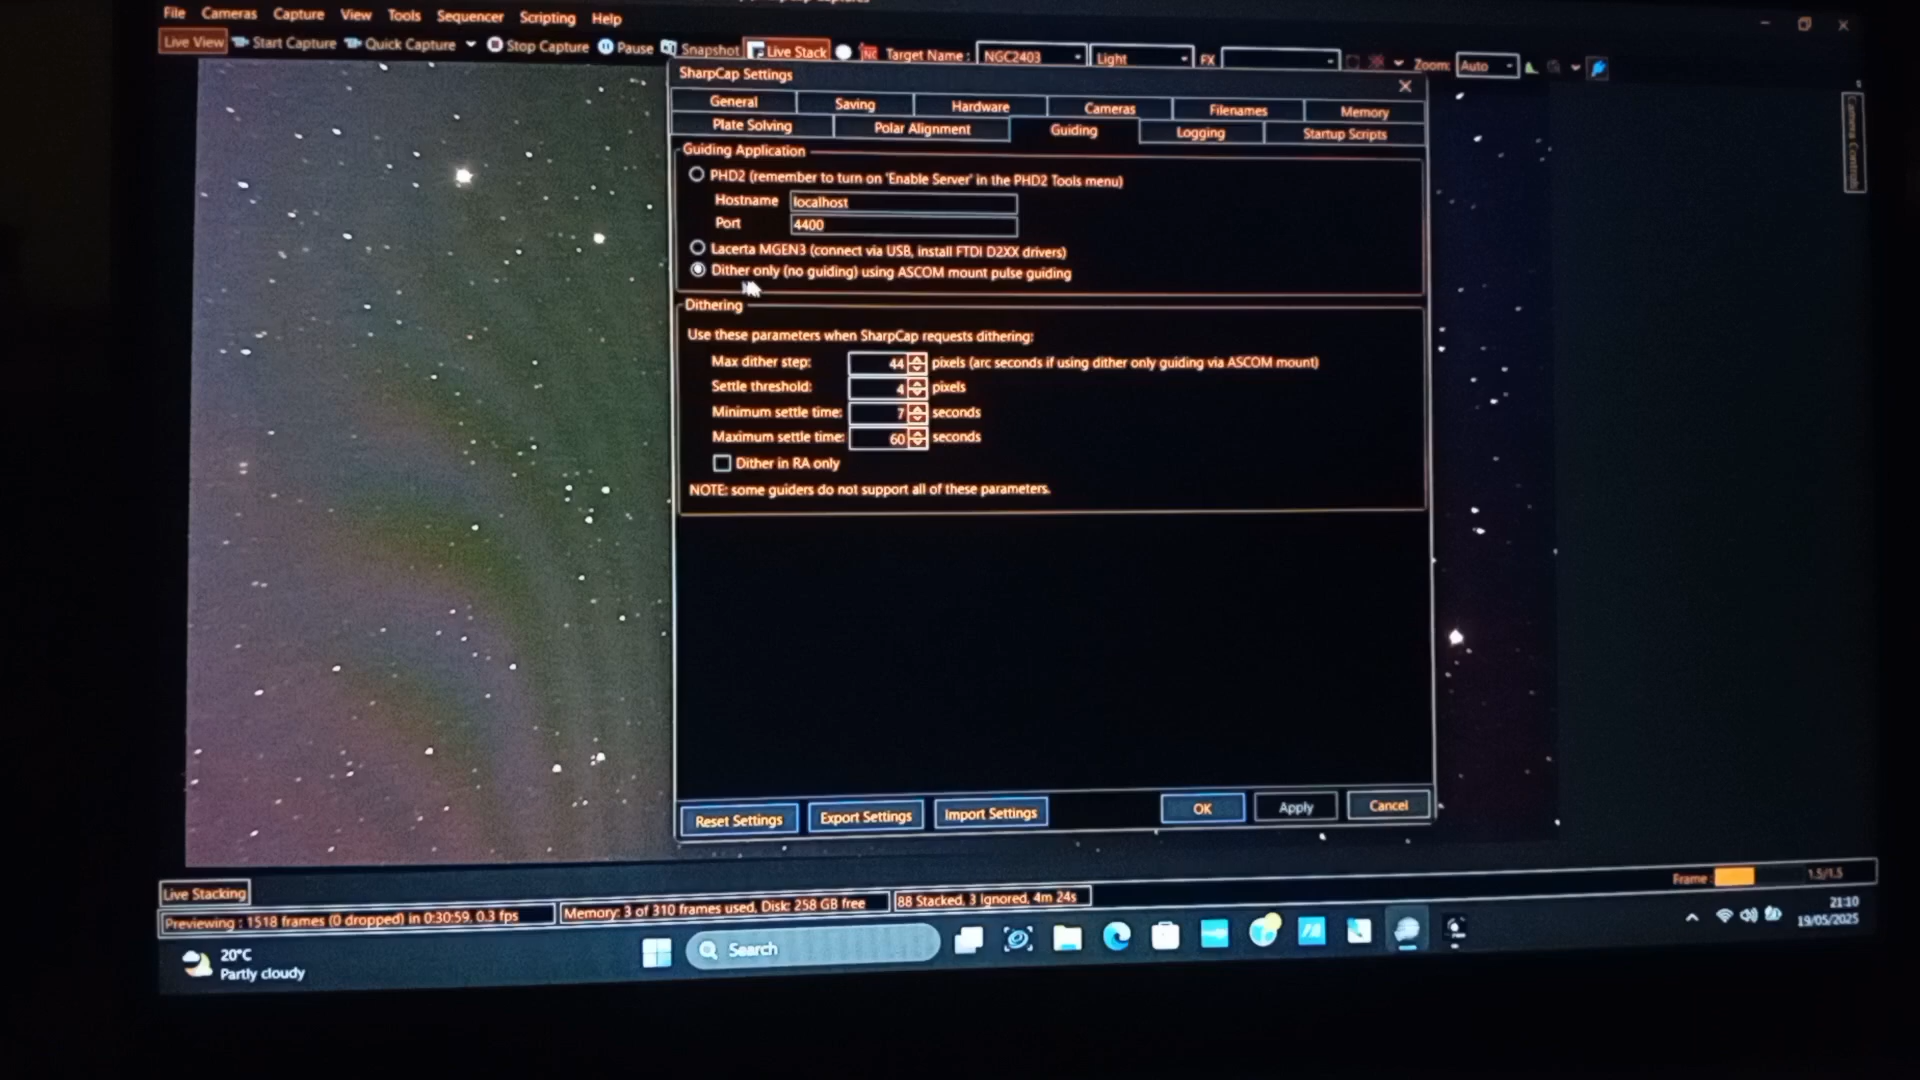 File Cameras Capture View Tools Sequencer Scripting Help
Live View Start Capture Quick Capture Stop Capture Pause Snapshot Live Stack Target Name : NGC2403 Light FX Zoom: Auto
SharpCap Settings
General Saving Hardware Cameras Filenames Memory
Plate Solving Polar Alignment Guiding Logging Startup Scripts
Camera Controls
Guiding Application
PHD2 (remember to turn on 'Enable Server' in the PHD2 Tools menu)
Hostname localhost
Port 4400
Lacerta MGEN3 (connect via USB, install FTDI D2XX drivers)
Dither only (no guiding) using ASCOM mount pulse guiding
Dithering
Use these parameters when SharpCap requests dithering:
Max dither step: 44 pixels (arc seconds if using dither only guiding via ASCOM mount)
Settle threshold: 4 pixels
Minimum settle time: 7 seconds
Maximum settle time: 60 seconds
Dither in RA only
NOTE: some guiders do not support all of these parameters.
Reset Settings Export Settings Import Settings OK Apply Cancel
Live Stacking
Frame: 1.5/1.5
Previewing : 1518 frames (0 dropped) in 0:30:59, 0.3 fps Memory: 3 of 310 frames used, Disk: 258 GB free 88 Stacked, 3 Ignored, 4m 24s
20°C
Partly cloudy
Search
21:10
19/05/2025